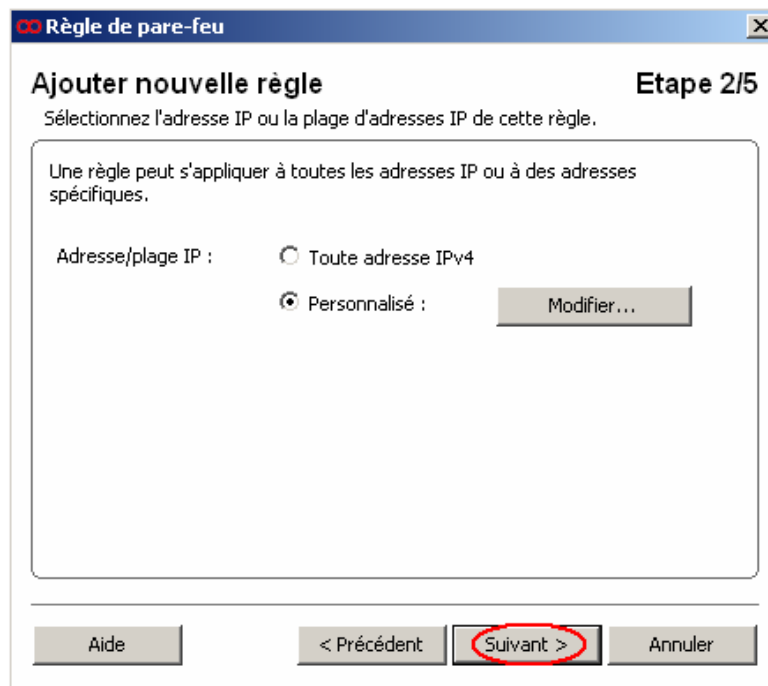 Règle de pare-feu
Ajouter nouvelle règle Etape 2/5
Sélectionnez l'adresse IP ou la plage d'adresses IP de cette règle.
Une règle peut s'appliquer à toutes les adresses IP ou à des adresses
spécifiques.
Adresse/plage IP : Toute adresse IPv4
Personnalisé : Modifier...
Aide < Précédent Suivant > Annuler